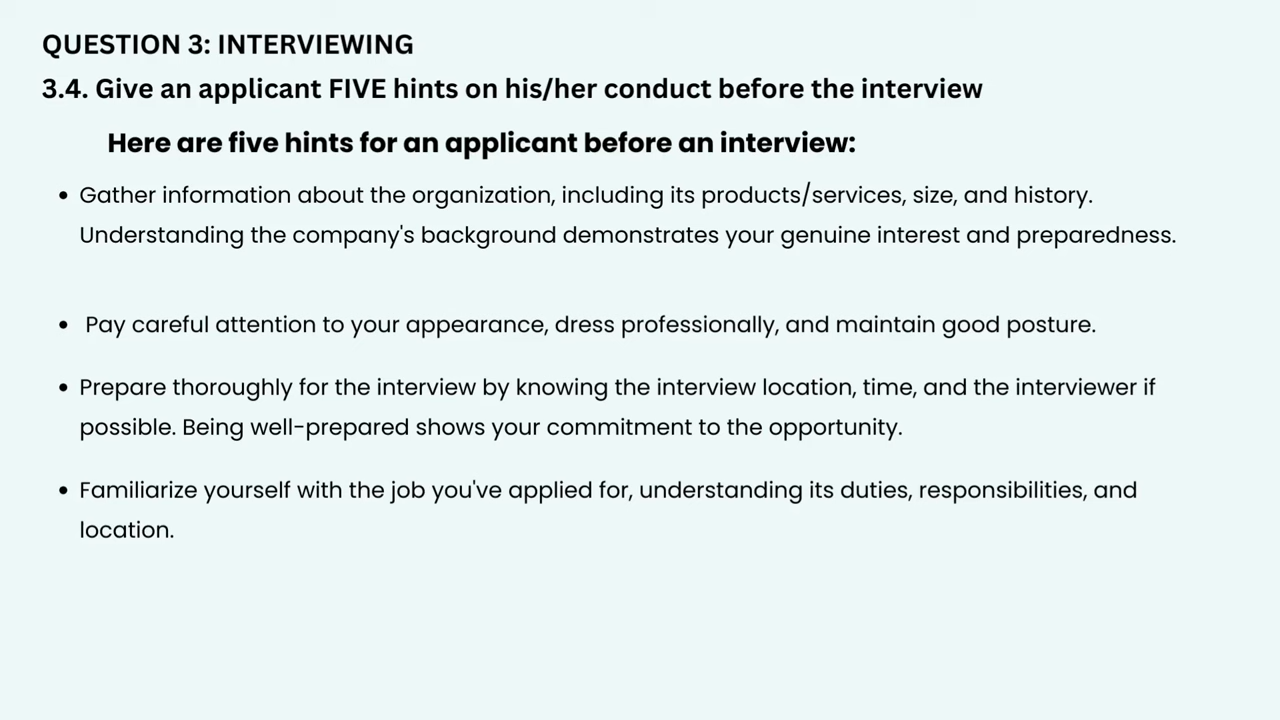 QUESTION 3: INTERVIEWING
3.4. Give an applicant FIVE hints on his/her conduct before the interview
Here are five hints for an applicant before an interview:
• Gather information about the organization, including its products/services, size, and history.
Understanding the company's background demonstrates your genuine interest and preparedness.
• Pay careful attention to your appearance, dress professionally, and maintain good posture.
• Prepare thoroughly for the interview by knowing the interview location, time, and the interviewer if
possible. Being well-prepared shows your commitment to the opportunity.
• Familiarize yourself with the job you've applied for, understanding its duties, responsibilities, and
location.